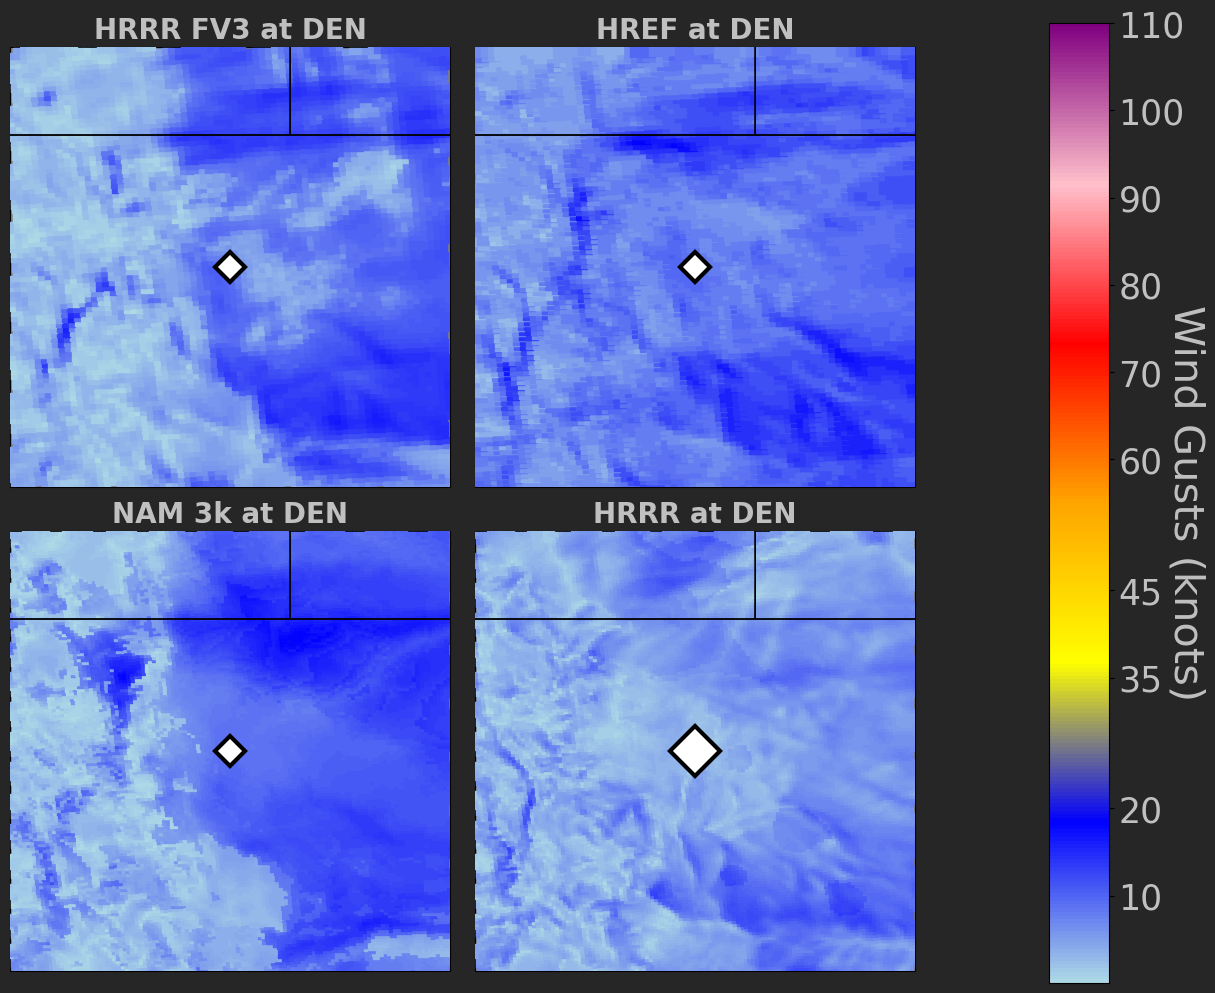 HRRR FV3 at DEN
HREF at DEN
NAM 3k at DEN
HRRR at DEN
110
100
90
80
70
60
45
35
20
10
Wind Gusts (knots)